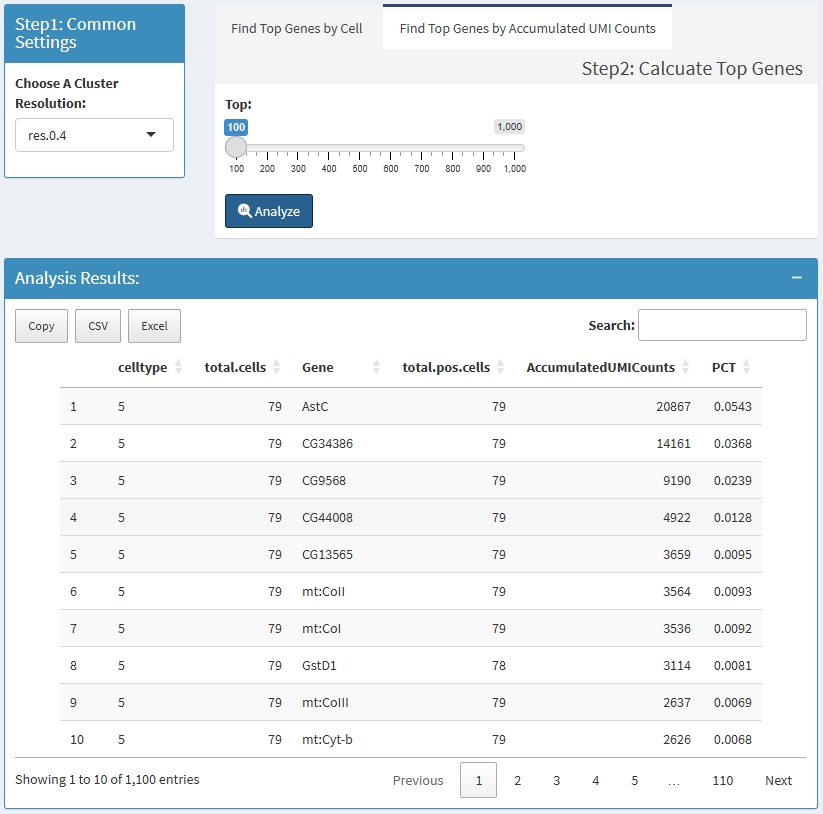 Step1: Common
Settings
Choose A Cluster
Resolution:
res.0.4
Find Top Genes by Cell
Find Top Genes by Accumulated UMI Counts
Step2: Calcuate Top Genes
Top:
100 1,000
100 200 300 400 500 600 700 800 900 1,000
Analyze
Analysis Results:
Copy CSV Excel Search:
celltype total.cells Gene total.pos.cells AccumulatedUMICounts PCT
1 5 79 AstC 79 20867 0.0543
2 5 79 CG34386 79 14161 0.0368
3 5 79 CG9568 79 9190 0.0239
4 5 79 CG44008 79 4922 0.0128
5 5 79 CG13565 79 3659 0.0095
6 5 79 mt:CoII 79 3564 0.0093
7 5 79 mt:CoI 79 3536 0.0092
8 5 79 GstD1 78 3114 0.0081
9 5 79 mt:CoIII 79 2637 0.0069
10 5 79 mt:Cyt-b 79 2626 0.0068
Showing 1 to 10 of 1,100 entries Previous 1 2 3 4 5 ... 110 Next